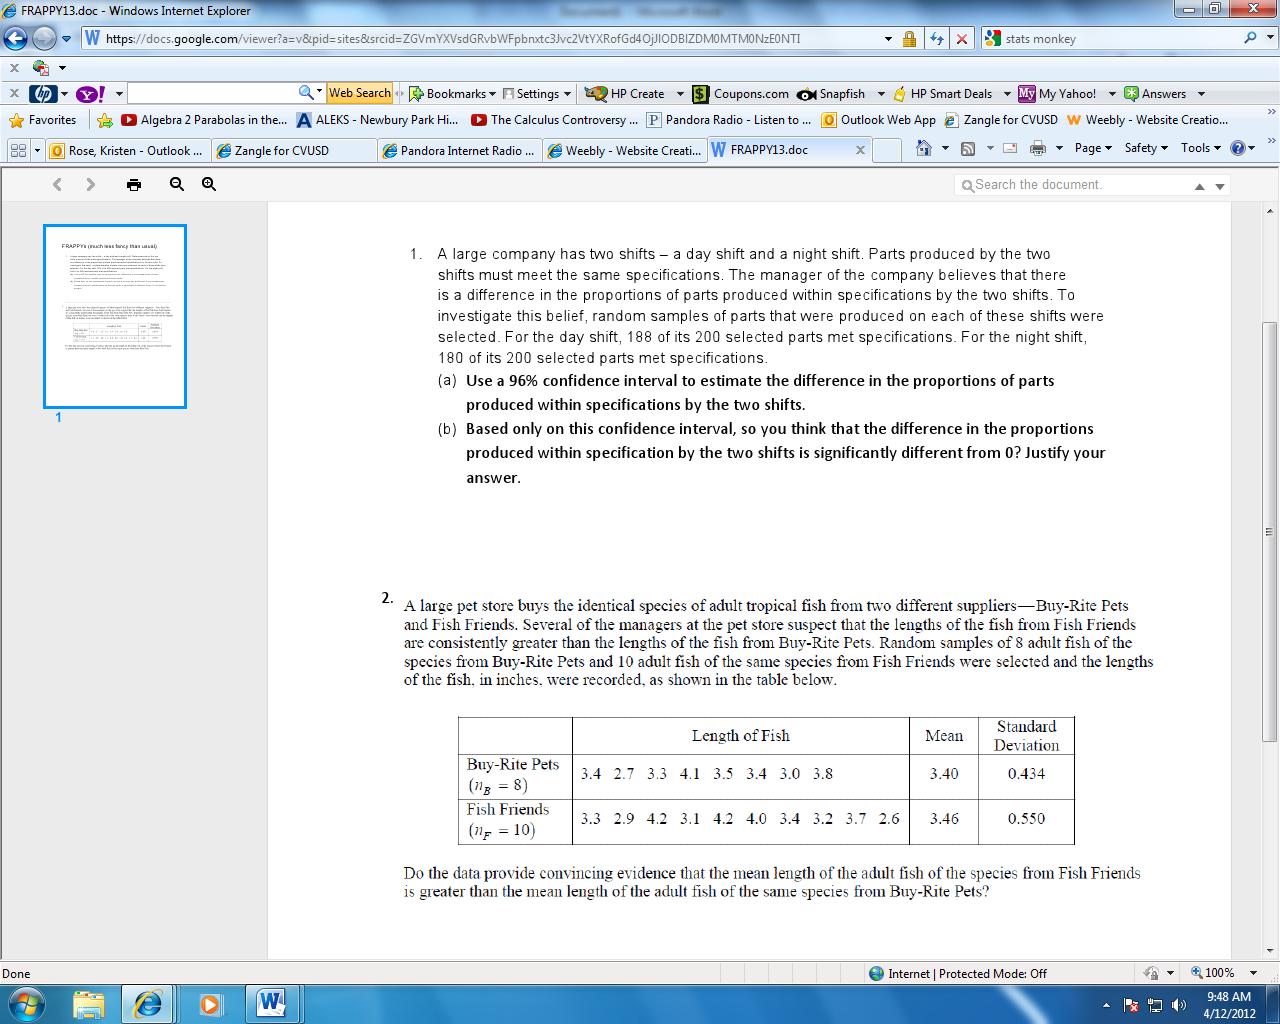 FRAPPY13.doc - Windows Internet Explorer
https://docs.google.com/viewer?a=v&pid=sites&srcid=ZGVmYXVsdGRvbWFpbnxtc3Jvc2VtYXRofGd4OjJlODBlZDM0MTM0NzE0NTI
stats monkey
Web Search
Bookmarks
Settings
HP Create
Coupons.com
Snapfish
HP Smart Deals
My Yahoo!
Answers
Favorites
Algebra 2 Parabolas in the...
ALEKS - Newbury Park Hi...
The Calculus Controversy ...
Pandora Radio - Listen to ...
Outlook Web App
Zangle for CVUSD
Weebly - Website Creatio...
Rose, Kristen - Outlook ...
Zangle for CVUSD
Pandora Internet Radio ...
Weebly - Website Creati...
FRAPPY13.doc
Page
Safety
Tools
Search the document.
FRAPPYs (much less fancy than usual)
1
1. A large company has two shifts – a day shift and a night shift. Parts produced by the two
shifts must meet the same specifications. The manager of the company believes that there
is a difference in the proportions of parts produced within specifications by the two shifts. To
investigate this belief, random samples of parts that were produced on each of these shifts were
selected. For the day shift, 188 of its 200 selected parts met specifications. For the night shift,
180 of its 200 selected parts met specifications.
(a) Use a 96% confidence interval to estimate the difference in the proportions of parts
produced within specifications by the two shifts.
(b) Based only on this confidence interval, so you think that the difference in the proportions
produced within specification by the two shifts is significantly different from 0? Justify your
answer.
2. A large pet store buys the identical species of adult tropical fish from two different suppliers—Buy-Rite Pets
and Fish Friends. Several of the managers at the pet store suspect that the lengths of the fish from Fish Friends
are consistently greater than the lengths of the fish from Buy-Rite Pets. Random samples of 8 adult fish of the
species from Buy-Rite Pets and 10 adult fish of the same species from Fish Friends were selected and the lengths
of the fish, in inches, were recorded, as shown in the table below.
Length of Fish Mean Standard Deviation
Buy-Rite Pets (nB = 8) 3.4 2.7 3.3 4.1 3.5 3.4 3.0 3.8 3.40 0.434
Fish Friends (nF = 10) 3.3 2.9 4.2 3.1 4.2 4.0 3.4 3.2 3.7 2.6 3.46 0.550
Do the data provide convincing evidence that the mean length of the adult fish of the species from Fish Friends
is greater than the mean length of the adult fish of the same species from Buy-Rite Pets?
Done
Internet | Protected Mode: Off
100%
9:48 AM
4/12/2012